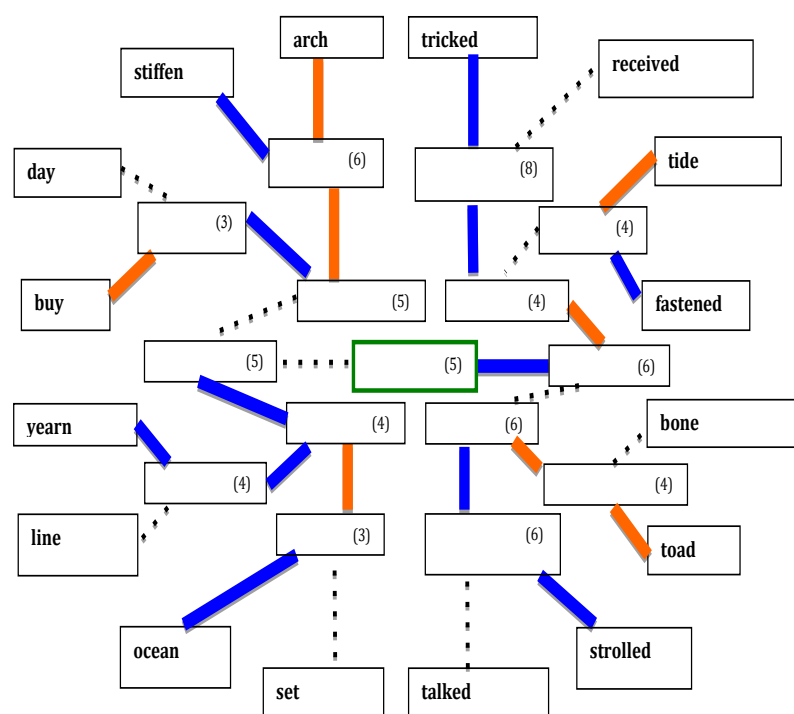 arch
tricked
stiffen
received
(6)
(8)
day
tide
(3)
(4)
buy
(5)
(4)
fastened
(5)
(5)
(6)
yearn
(4)
(6)
bone
(4)
(4)
line
(3)
(6)
toad
ocean
strolled
set
talked